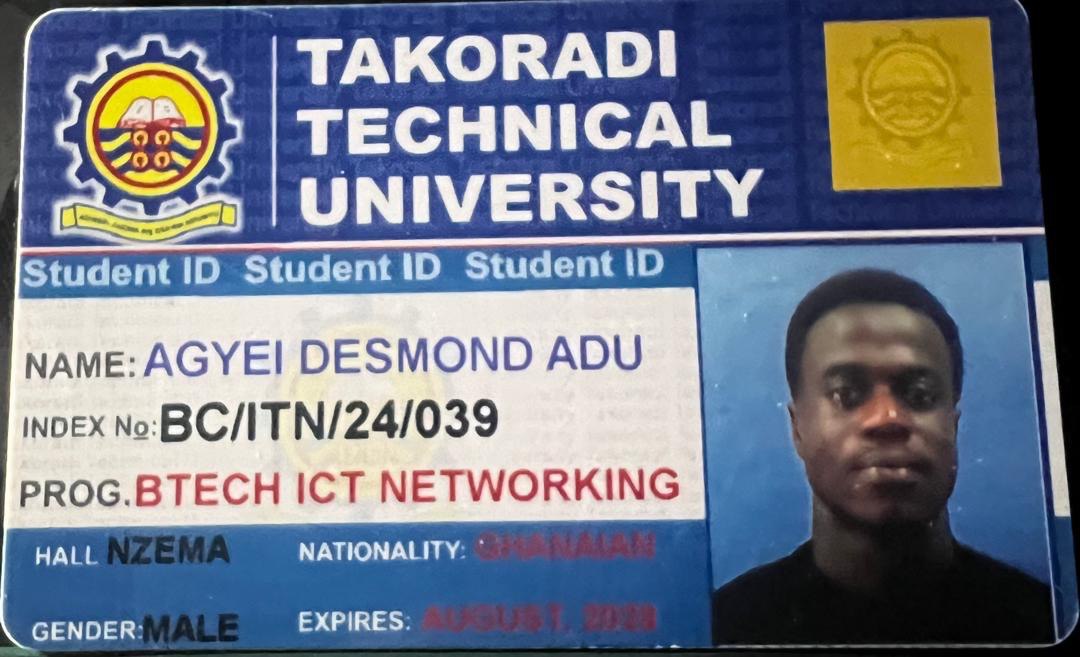 TAKORADI
TECHNICAL
UNIVERSITY
Student ID Student ID Student ID
NAME: AGYEI DESMOND ADU
INDEX No: BC/ITN/24/039
PROG. BTECH ICT NETWORKING
HALL NZEMA NATIONALITY: GHANAIAN
GENDER: MALE EXPIRES: AUGUST, 2028